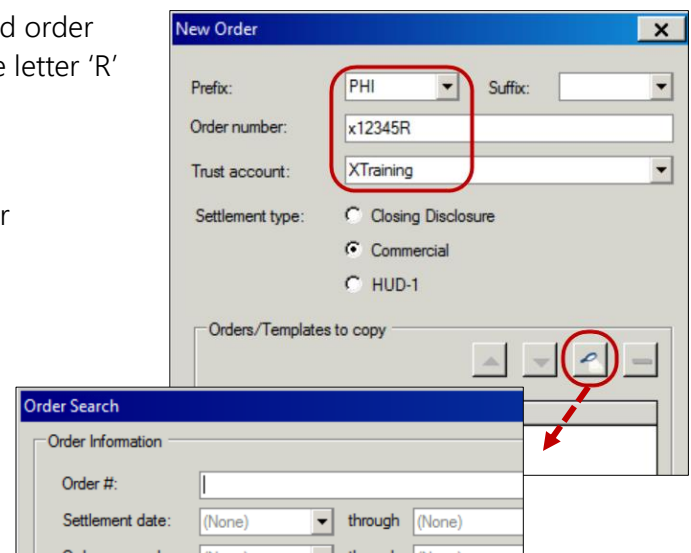 d order
e letter ‘R’
r
New Order
Prefix: PHI Suffix:
Order number: x12345R
Trust account: XTraining
Settlement type: Closing Disclosure
Commercial
HUD-1
Orders/Templates to copy
Order Search
Order Information
Order #:
Settlement date: (None) through (None)